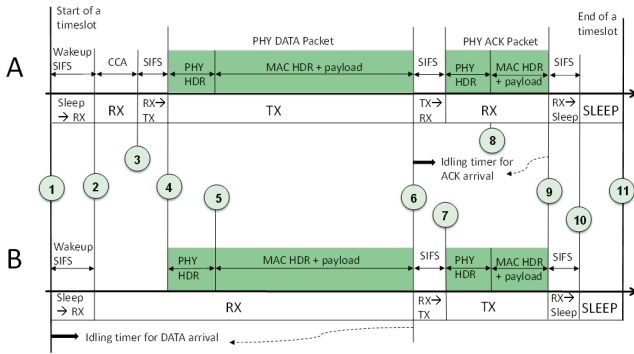 Start of a
timeslot
End of a
timeslot
PHY DATA Packet
PHY ACK Packet
Wakeup
SIFS
CCA
SIFS
SIFS
SIFS
A
PHY
HDR
MAC HDR + payload
PHY
HDR
MAC HDR
+ payload
Sleep
→ RX
RX
RX→
TX
TX
TX→
RX
RX
RX→
Sleep
SLEEP
8
Idling timer for
ACK arrival
3
1
2
4
5
6
7
9
10
11
B
Wakeup
SIFS
PHY
HDR
MAC HDR + payload
SIFS
PHY
HDR
MAC HDR
+ payload
SIFS
Sleep
→ RX
RX
RX→
TX
TX
RX→
Sleep
SLEEP
Idling timer for DATA arrival